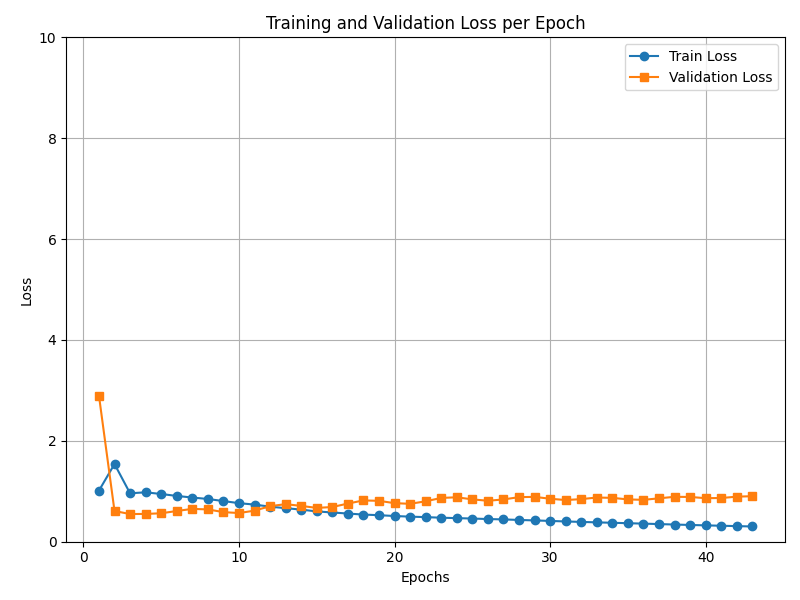 Training and Validation Loss per Epoch
Train Loss
Validation Loss
Loss
10
8
6
4
2
0
0 10 20 30 40
Epochs